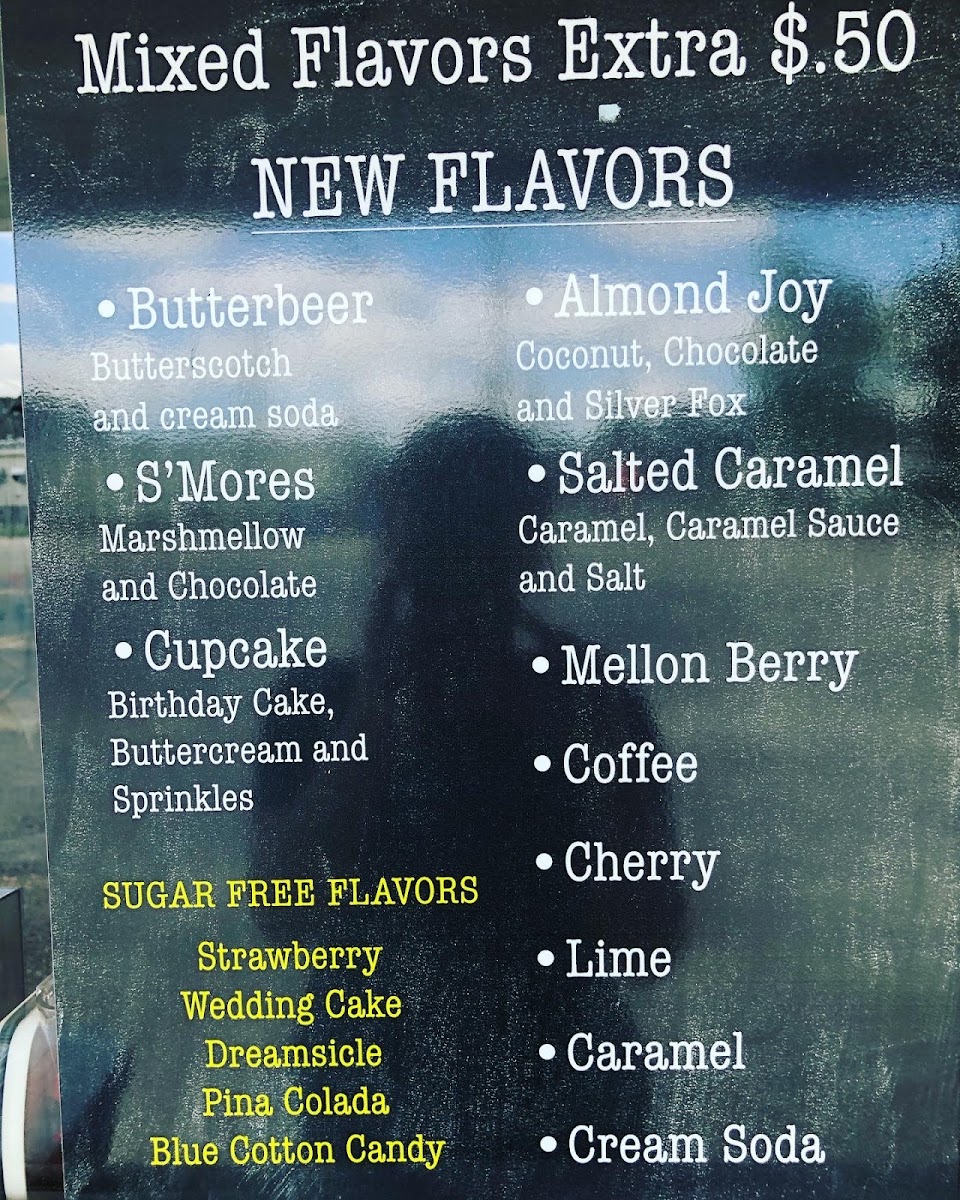 Mixed Flavors Extra $.50
NEW FLAVORS
• Butterbeer
Butterscotch
and cream soda
• S'Mores
Marshmellow
and Chocolate
• Cupcake
Birthday Cake,
Buttercream and
Sprinkles
SUGAR FREE FLAVORS
Strawberry
Wedding Cake
Dreamsicle
Pina Colada
Blue Cotton Candy
• Almond Joy
Coconut, Chocolate
and Silver Fox
• Salted Caramel
Caramel, Caramel Sauce
and Salt
• Mellon Berry
• Coffee
• Cherry
• Lime
• Caramel
• Cream Soda